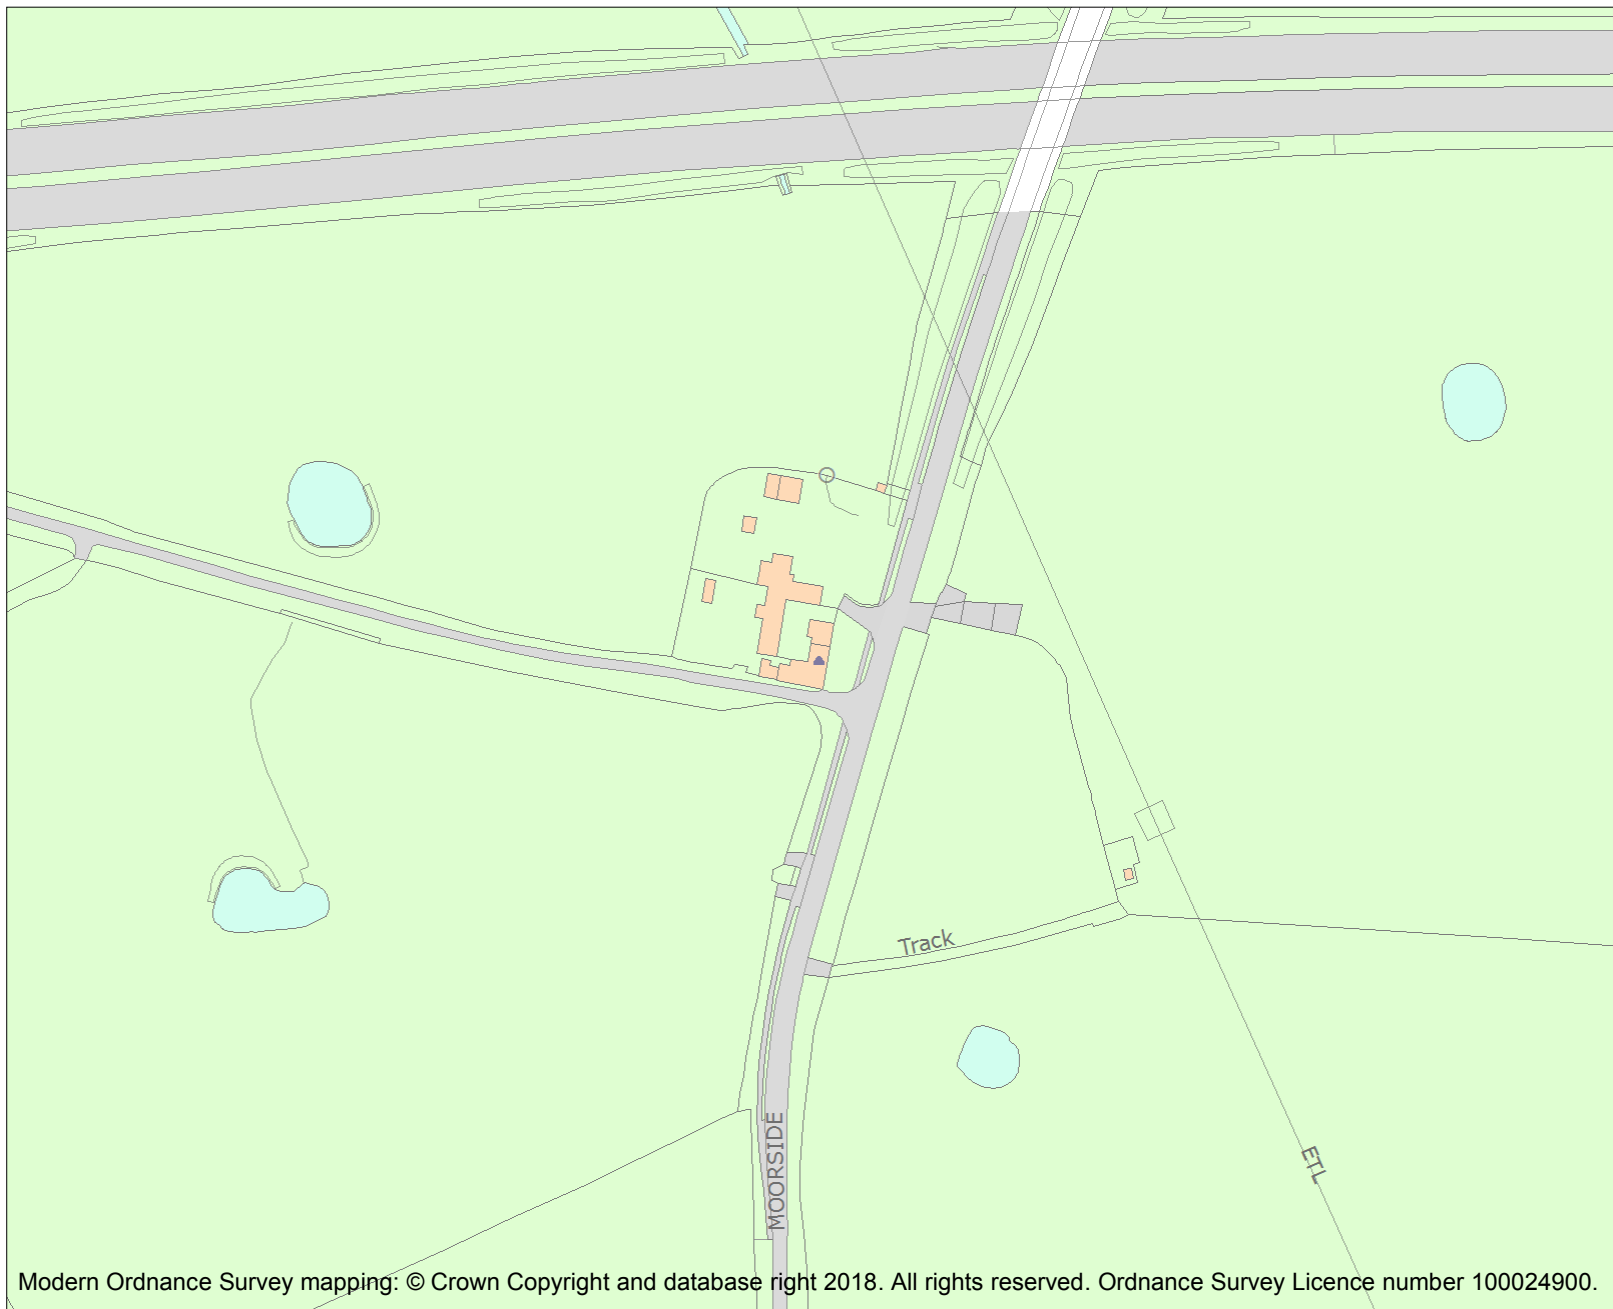 Track
MOORSIDE
ETL
Modern Ordnance Survey mapping: © Crown Copyright and database right 2018. All rights reserved. Ordnance Survey Licence number 100024900.